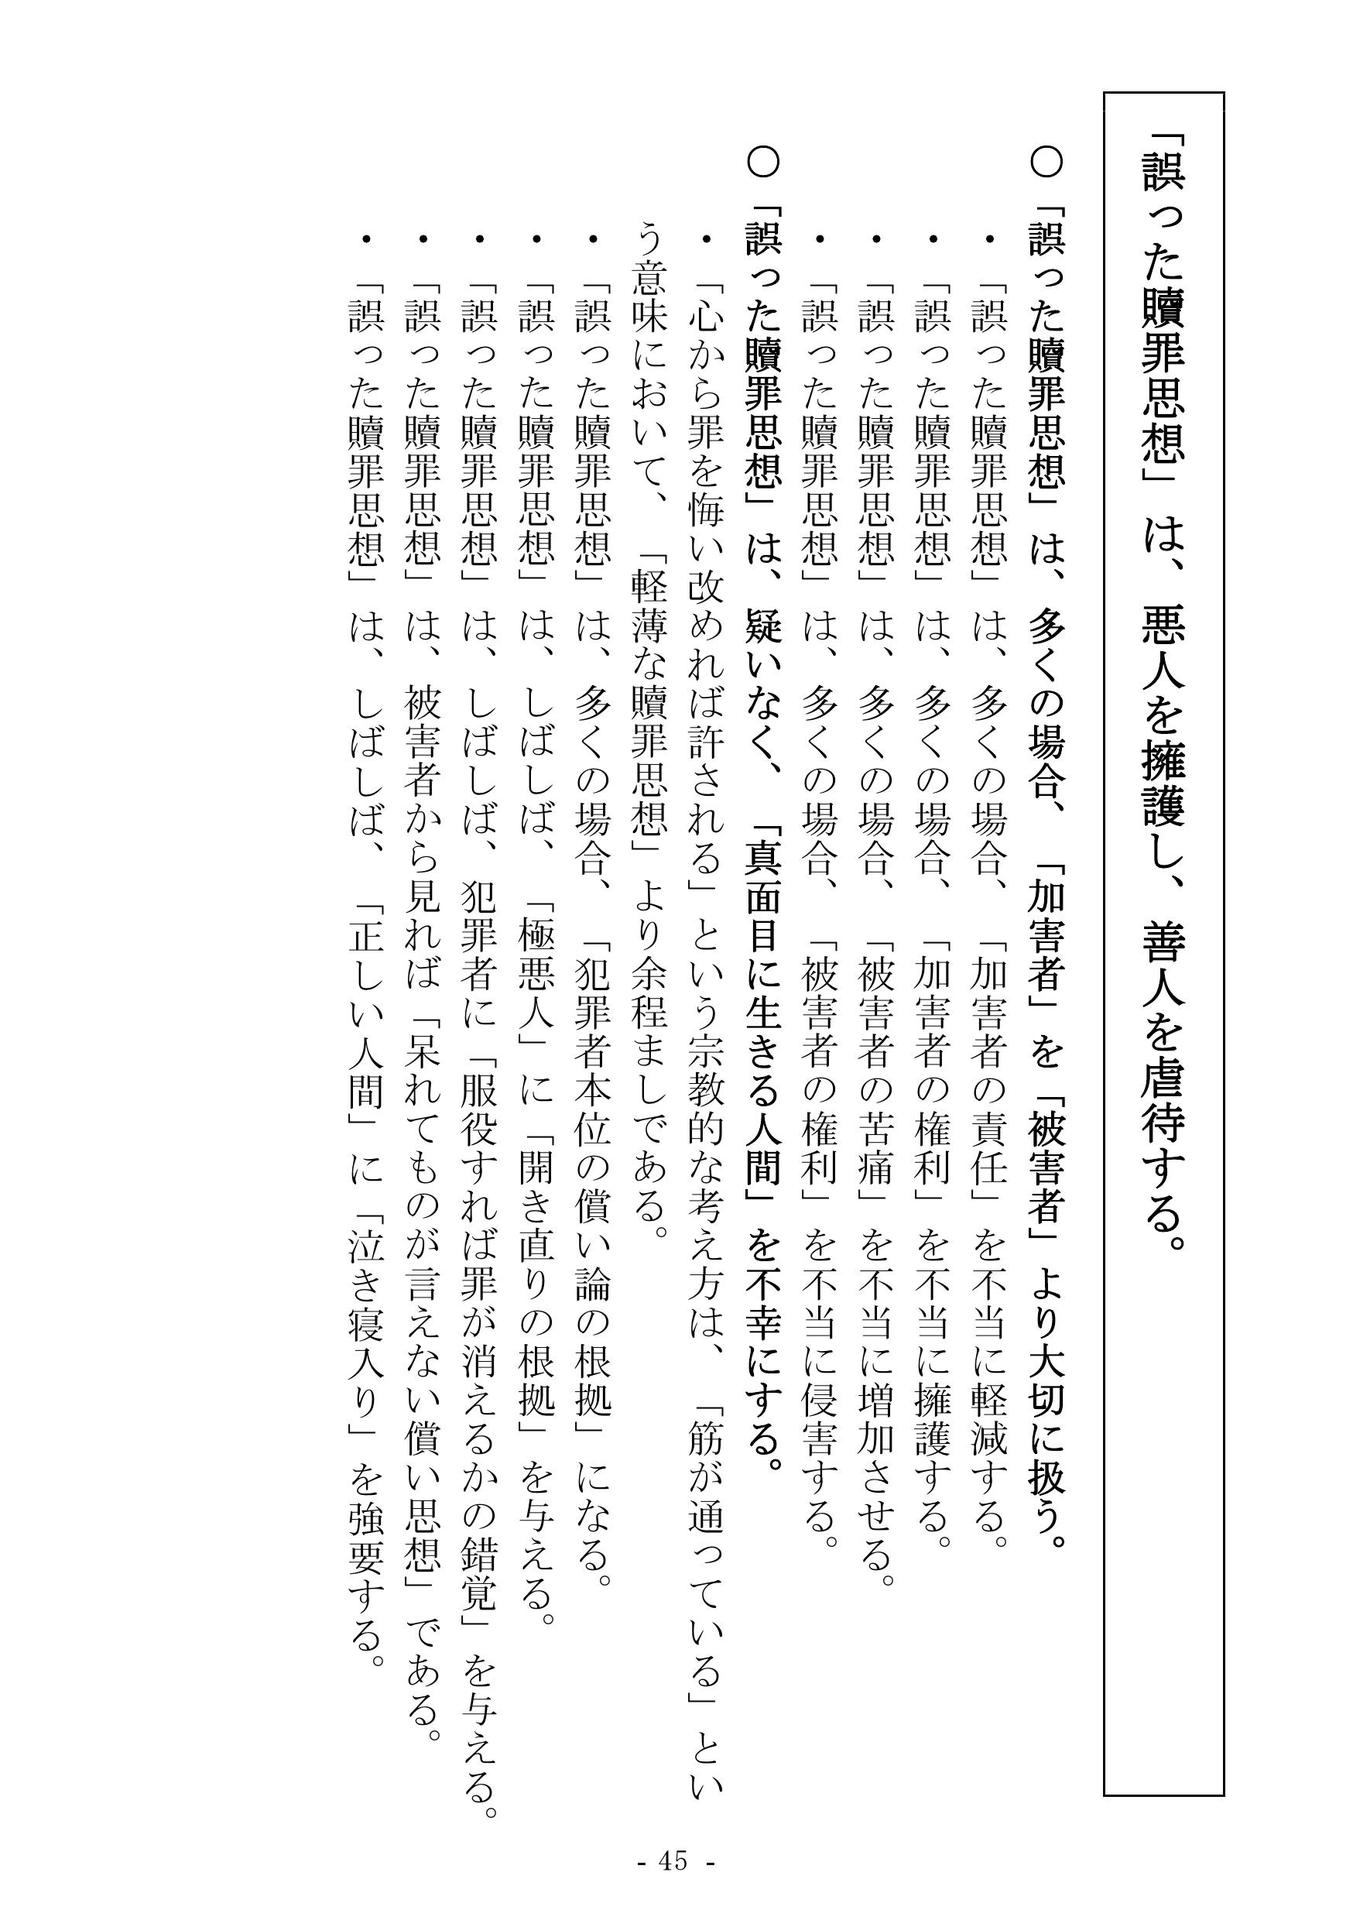 「誤った贖罪思想」は、悪人を擁護し、善人を虐待する。
○「誤った贖罪思想」は、多くの場合、「加害者」を「被害者」より大切に扱う。
・「誤った贖罪思想」は、多くの場合、「加害者の責任」を不当に軽減する。
・「誤った贖罪思想」は、多くの場合、「加害者の権利」を不当に擁護する。
・「誤った贖罪思想」は、多くの場合、「被害者の苦痛」を不当に増加させる。
・「誤った贖罪思想」は、多くの場合、「被害者の権利」を不当に侵害する。
○「誤った贖罪思想」は、疑いなく、「真面目に生きる人間」を不幸にする。
・「心から罪を悔い改めれば許される」という宗教的な考え方は、「筋が通っている」とい
う意味において、「軽薄な贖罪思想」より余程ましである。
・「誤った贖罪思想」は、多くの場合、「犯罪者本位の償い論の根拠」になる。
・「誤った贖罪思想」は、しばしば、「極悪人」に「開き直りの根拠」を与える。
・「誤った贖罪思想」は、しばしば、犯罪者に「服役すれば罪が消えるかの錯覚」を与える。
・「誤った贖罪思想」は、被害者から見れば「呆れてものが言えない償い思想」である。
・「誤った贖罪思想」は、しばしば、「正しい人間」に「泣き寝入り」を強要する。
- 45 -